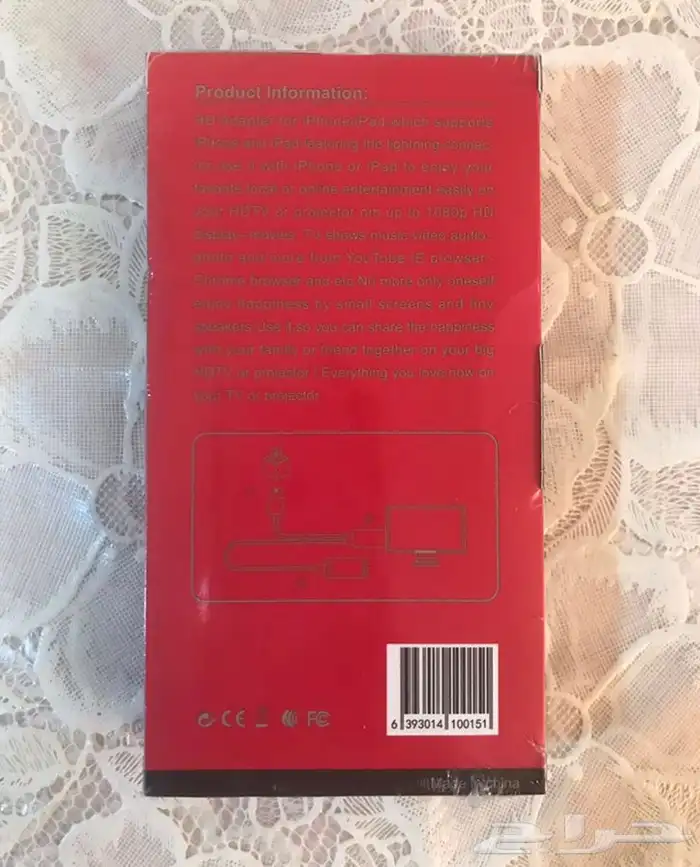 Product Information:
HD Adapter for iPhone/iPad which supports
iPhone and iPad featuring the lightning connec-
tor. Use it with iPhone or iPad to enjoy your
favorite local or online entertainment easily on
your HDTV or projector nm up to 1080p HD
display- movies, TV shows music video audio-
photo and more from YouTube IE browser-
Chrome browser and etc No more only oneself
enjoy happiness by small screens and tiny
speakers Use it so you can share the happiness
with your family or friend together on your big
HDTV or projector. Everything you love now on
your TV or projector
CE FC
6 393014 100151
Made in china
حراج